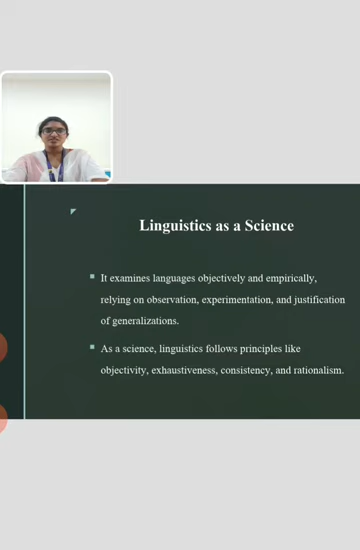 Linguistics as a Science
It examines languages objectively and empirically,
relying on observation, experimentation, and justification
of generalizations.
As a science, linguistics follows principles like
objectivity, exhaustiveness, consistency, and rationalism.